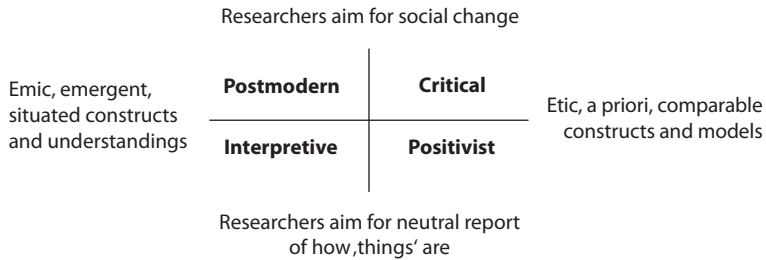 Researchers aim for social change
Emic, emergent,
situated constructs
and understandings
Postmodern
Critical
Interpretive
Positivist
Etic, a priori, comparable
constructs and models
Researchers aim for neutral report
of how ‚things‘ are